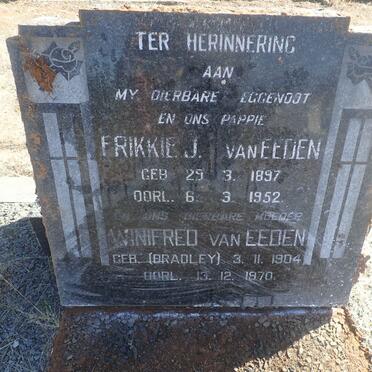 TER HERINNERING
AAN
MY DIERBARE EGGENOOT
EN ONS PAPPIE
FRIKKIE J. VAN EEDEN
GEB 25 3. 1897
OORL. 6 3. 1952
EN ONS DIERBARE MOEDER
WINIFRED VAN EEDEN
GEB. (BRADLEY) 3. 11. 1904
OORL. 13. 12. 1970